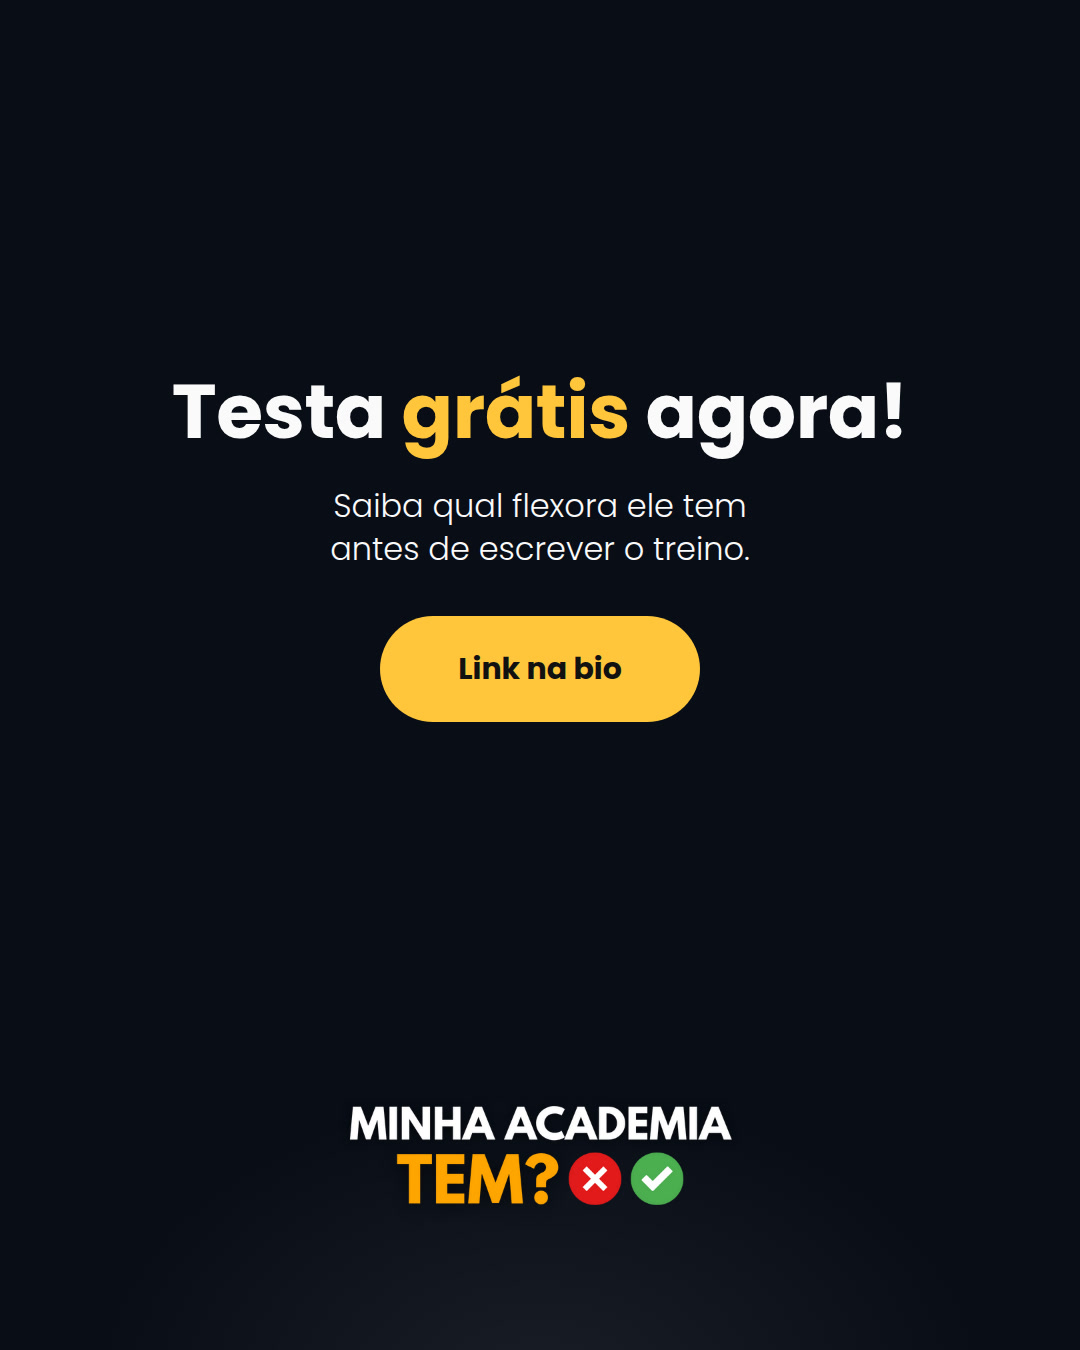 Testa grátis agora!
Saiba qual flexora ele tem
antes de escrever o treino.
Link na bio
MINHA ACADEMIA
TEM?